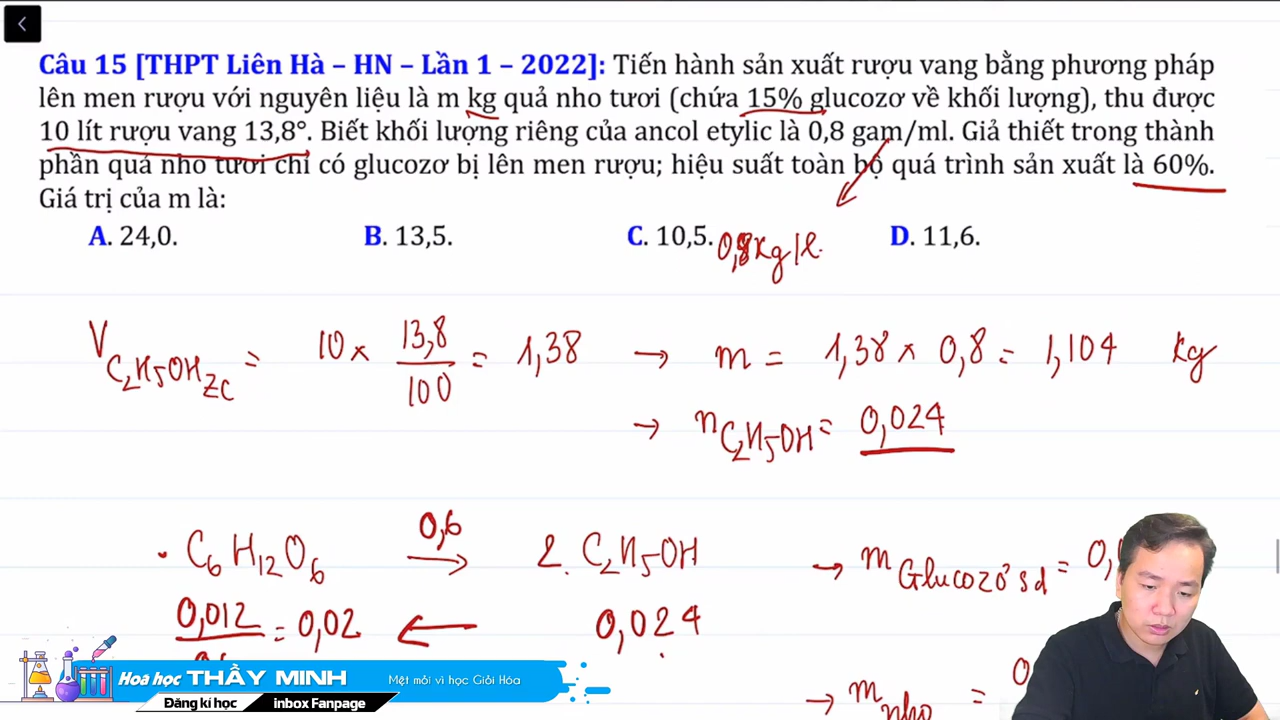 Câu 15 [THPT Liên Hà – HN – Lần 1 – 2022]: Tiến hành sản xuất rượu vang bằng phương pháp
lên men rượu với nguyên liệu là m kg quả nho tươi (chứa 15% glucozơ về khối lượng), thu được
10 lít rượu vang 13,8°. Biết khối lượng riêng của ancol etylic là 0,8 gam/ml. Giả thiết trong thành
phần quả nho tươi chỉ có glucozơ bị lên men rượu; hiệu suất toàn bộ quá trình sản xuất là 60%.
Giá trị của m là:
A. 24,0. B. 13,5. C. 10,5. D. 11,6.
0,8kg/l.
V C2H5OH zc = 10 × 13,8/100 = 1,38 → m = 1,38 × 0,8 = 1,104 kg
→ n C2H5OH = 0,024
. C6H12O6 0,6 → 2. C2H5OH → m Glucozơ sd = 0,
0,012 = 0,02 ← 0,024
→ m nho = 0
Hoá học THẦY MINH
Mệt mỏi vì học Giỏi Hóa
Đăng kí học inbox Fanpage